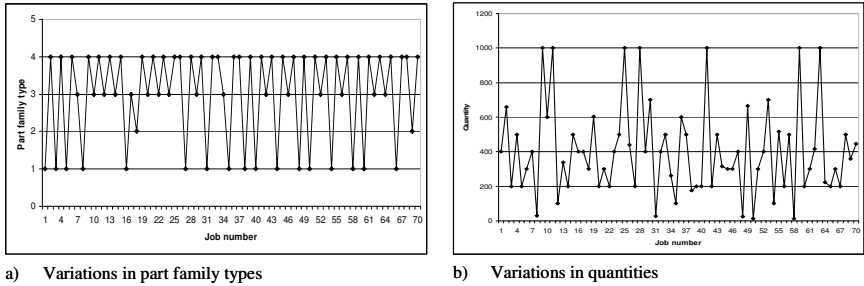 5
4
3
2
1
0
Part family type
1 4 7 10 13 16 19 22 25 28 31 34 37 40 43 46 49 52 55 58 61 64 67 70
Job number
a) Variations in part family types
1200
1000
800
600
400
200
0
Quantity
1 4 7 10 13 16 19 22 25 28 31 34 37 40 43 46 49 52 55 58 61 64 67 70
Job number
b) Variations in quantities